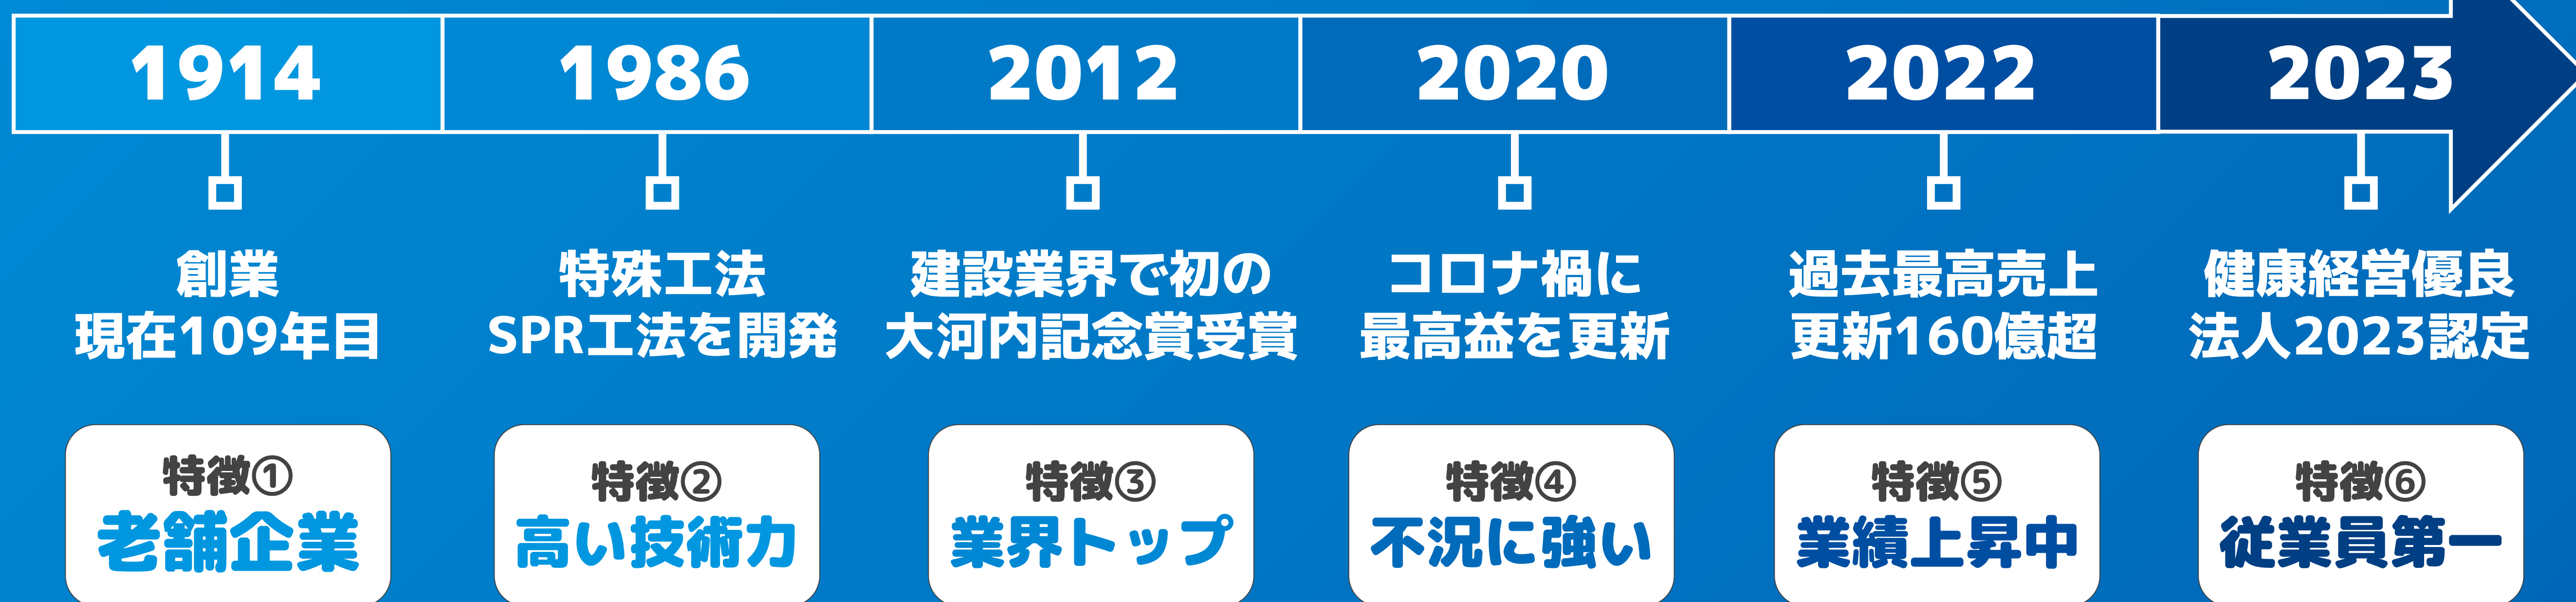 1914
1986
2012
2020
2022
2023
創業
現在109年目
特殊工法
SPR工法を開発
建設業界で初の
大河内記念賞受賞
コロナ禍に
最高益を更新
過去最高売上
更新160億超
健康経営優良
法人2023認定
特徴①
老舗企業
特徴②
高い技術力
特徴③
業界トップ
特徴④
不況に強い
特徴⑤
業績上昇中
特徴⑥
従業員第一